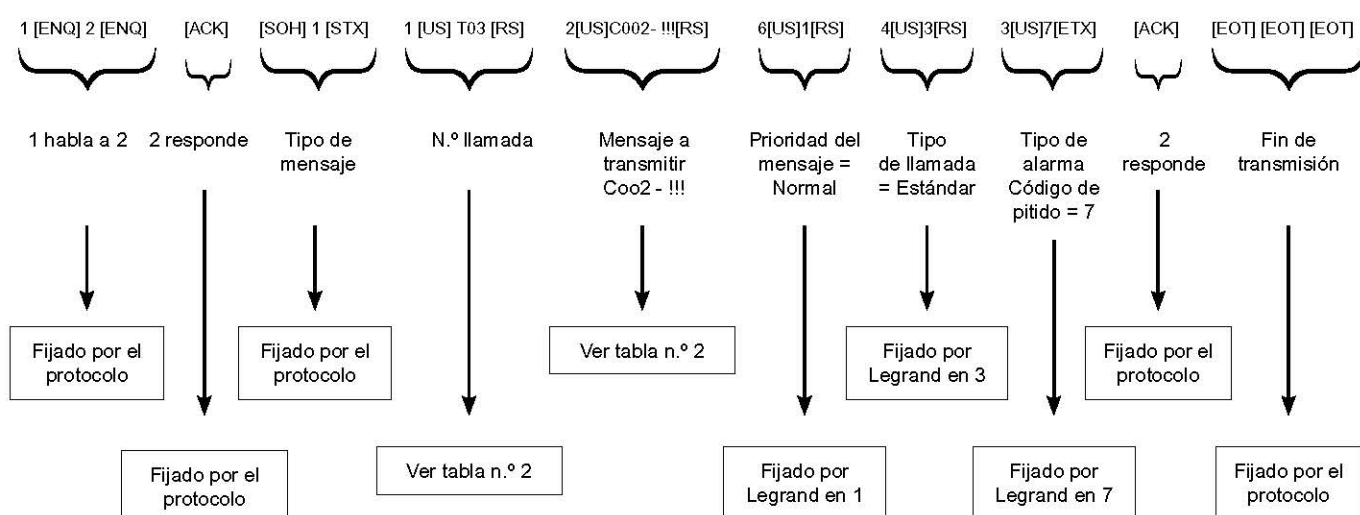 1 [ENQ] 2 [ENQ] [ACK] [SOH] 1 [STX] 1 [US] T03 [RS] 2[US]C002- !!![RS] 6[US]1[RS] 4[US]3[RS] 3[US]7[ETX] [ACK] [EOT] [EOT] [EOT]
1 habla a 2
2 responde
Tipo de
mensaje
N.º llamada
Mensaje a
transmitir
Coo2 - !!!
Prioridad del
mensaje =
Normal
Tipo
de llamada
= Estándar
Tipo de
alarma
Código de
pitido = 7
2
responde
Fin de
transmisión
Fijado por el
protocolo
Fijado por el
protocolo
Ver tabla n.º 2
Fijado por
Legrand en 3
Fijado por el
protocolo
Fijado por el
protocolo
Ver tabla n.º 2
Fijado por
Legrand en 1
Fijado por
Legrand en 7
Fijado por el
protocolo